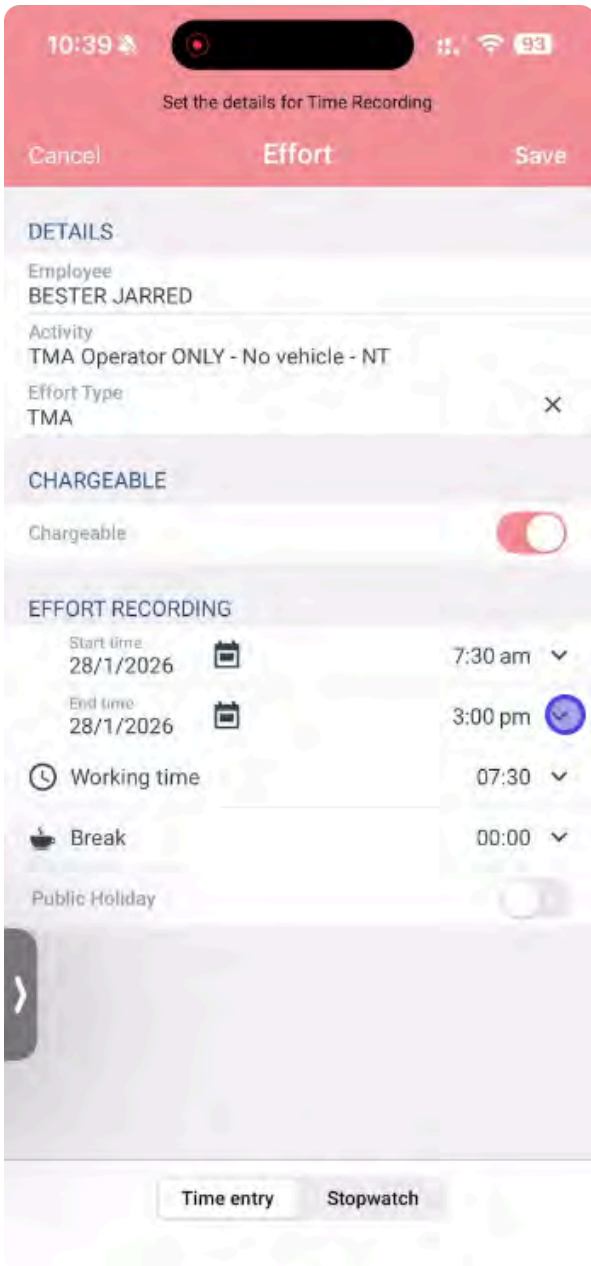 10:39
93
Set the details for Time Recording
Cancel Effort Save
DETAILS
Employee
BESTER JARRED
Activity
TMA Operator ONLY - No vehicle - NT
Effort Type
TMA
CHARGEABLE
Chargeable
EFFORT RECORDING
Start time
28/1/2026 7:30 am
End time
28/1/2026 3:00 pm
Working time 07:30
Break 00:00
Public Holiday
Time entry Stopwatch